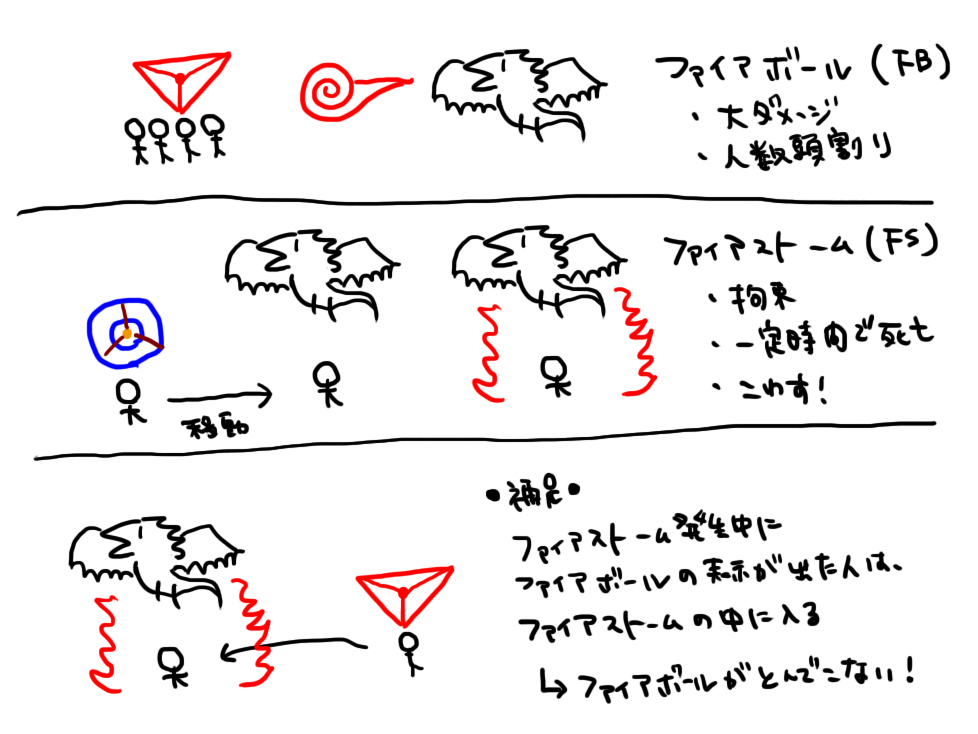 ファイアボール(FB)
・大ダメージ
・人数頭割り
ファイアストーム(FS)
・拘束
・一定時間で死亡
・こわす!
移動
•補足•
ファイアストーム発生中に
ファイアボールの表示が出た人は、
ファイアストームの中に入る
↳ファイアボールがとんでこない!